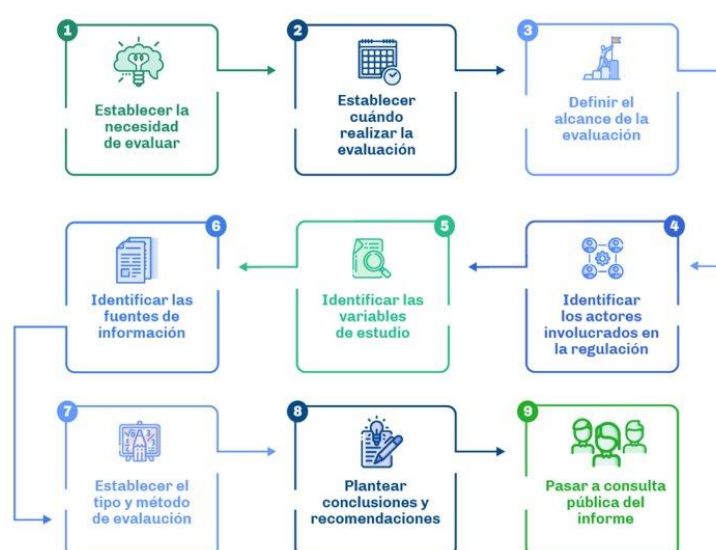 1
Establecer la
necesidad
de evaluar
2
Establecer
cuándo
realizar la
evaluación
3
Definir el
alcance de la
evaluación
4
Identificar
los actores
involucrados en
la regulación
5
Identificar las
variables
de estudio
6
Identificar las
fuentes de
información
7
Establecer el
tipo y método
de evalaución
8
Plantear
conclusiones y
recomendaciones
9
Pasar a consulta
pública del
informe